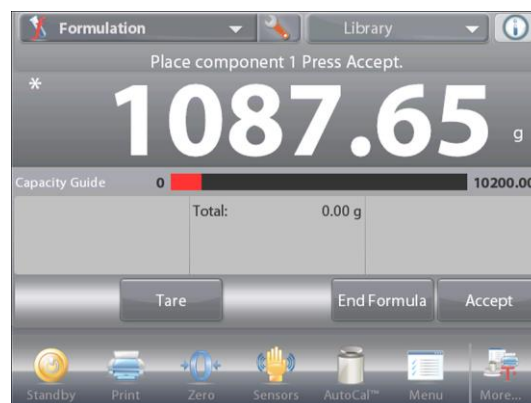 Formulation Library
Place component 1 Press Accept.
* 1087.65 g
Capacity Guide 0 10200.00
Total: 0.00 g
Tare End Formula Accept
Standby Print Zero Sensors AutoCal™ Menu More...